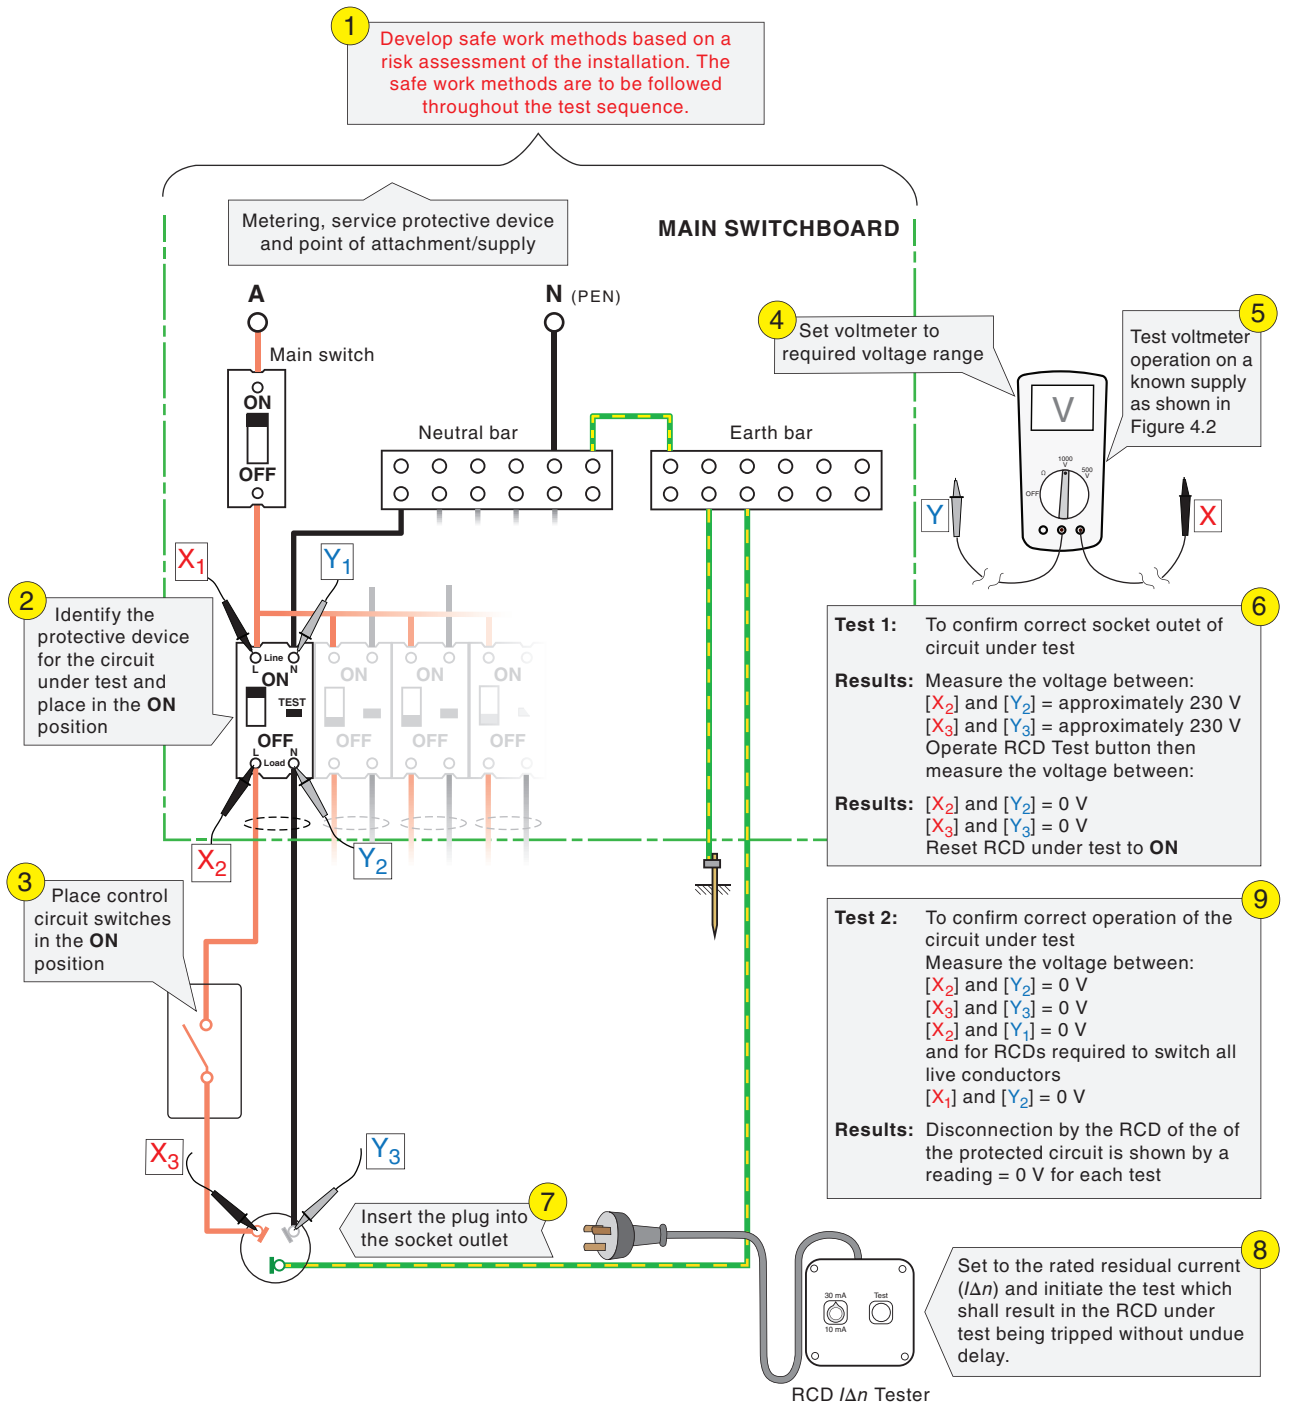 1
Develop safe work methods based on a
risk assessment of the installation. The
safe work methods are to be followed
throughout the test sequence.
Metering, service protective device
and point of attachment/supply
MAIN SWITCHBOARD
A
N (PEN)
Main switch
ON
OFF
Neutral bar
Earth bar
4
Set voltmeter to
required voltage range
5
Test voltmeter
operation on a
known supply
as shown in
Figure 4.2
V
OFF
Ω
1000
V
500
V
Y
X
X1
Y1
2
Identify the
protective device
for the circuit
under test and
place in the ON
position
Line
L N
ON
TEST
OFF
L N
Load
ON
OFF
ON
OFF
ON
OFF
X2
Y2
3
Place control
circuit switches
in the ON
position
6
Test 1: To confirm correct socket outet of
circuit under test
Results: Measure the voltage between:
[X2] and [Y2] = approximately 230 V
[X3] and [Y3] = approximately 230 V
Operate RCD Test button then
measure the voltage between:
Results: [X2] and [Y2] = 0 V
[X3] and [Y3] = 0 V
Reset RCD under test to ON
9
Test 2: To confirm correct operation of the
circuit under test
Measure the voltage between:
[X2] and [Y2] = 0 V
[X3] and [Y3] = 0 V
[X2] and [Y1] = 0 V
and for RCDs required to switch all
live conductors
[X1] and [Y2] = 0 V
Results: Disconnection by the RCD of the of
the protected circuit is shown by a
reading = 0 V for each test
X3
Y3
7
Insert the plug into
the socket outlet
30 mA
10 mA
Test
RCD IΔn Tester
8
Set to the rated residual current
(IΔn) and initiate the test which
shall result in the RCD under
test being tripped without undue
delay.